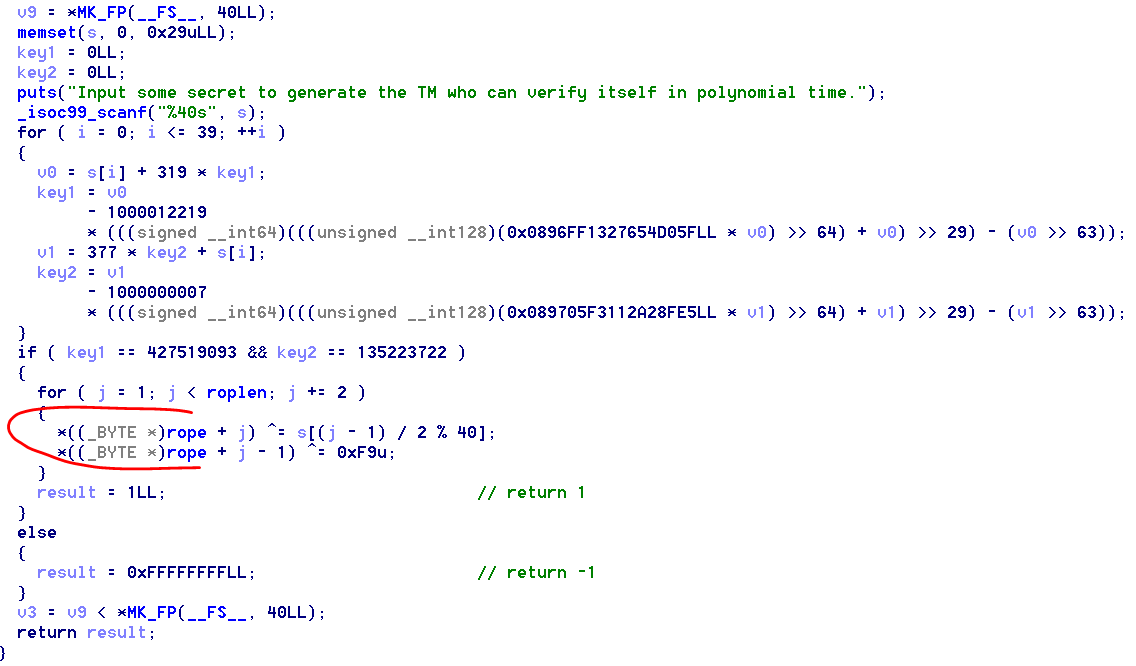 v9 = *MK_FP(__FS__, 40LL);
memset(s, 0, 0x29uLL);
key1 = 0LL;
key2 = 0LL;
puts("Input some secret to generate the TM who can verify itself in polynomial time.");
_isoc99_scanf("%40s", s);
for ( i = 0; i <= 39; ++i )
{
v0 = s[i] + 319 * key1;
key1 = v0
- 1000012219
* (((signed __int64)(((unsigned __int128)(0x0896FF1327654D05FLL * v0) >> 64) + v0) >> 29) - (v0 >> 63));
v1 = 377 * key2 + s[i];
key2 = v1
- 1000000007
* (((signed __int64)(((unsigned __int128)(0x089705F3112A28FE5LL * v1) >> 64) + v1) >> 29) - (v1 >> 63));
}
if ( key1 == 427519093 && key2 == 135223722 )
{
for ( j = 1; j < roplen; j += 2 )
{
*((_BYTE *)rope + j) ^= s[(j - 1) / 2 % 40];
*((_BYTE *)rope + j - 1) ^= 0xF9u;
}
result = 1LL; // return 1
}
else
{
result = 0xFFFFFFFFLL; // return -1
}
v3 = v9 < *MK_FP(__FS__, 40LL);
return result;
}